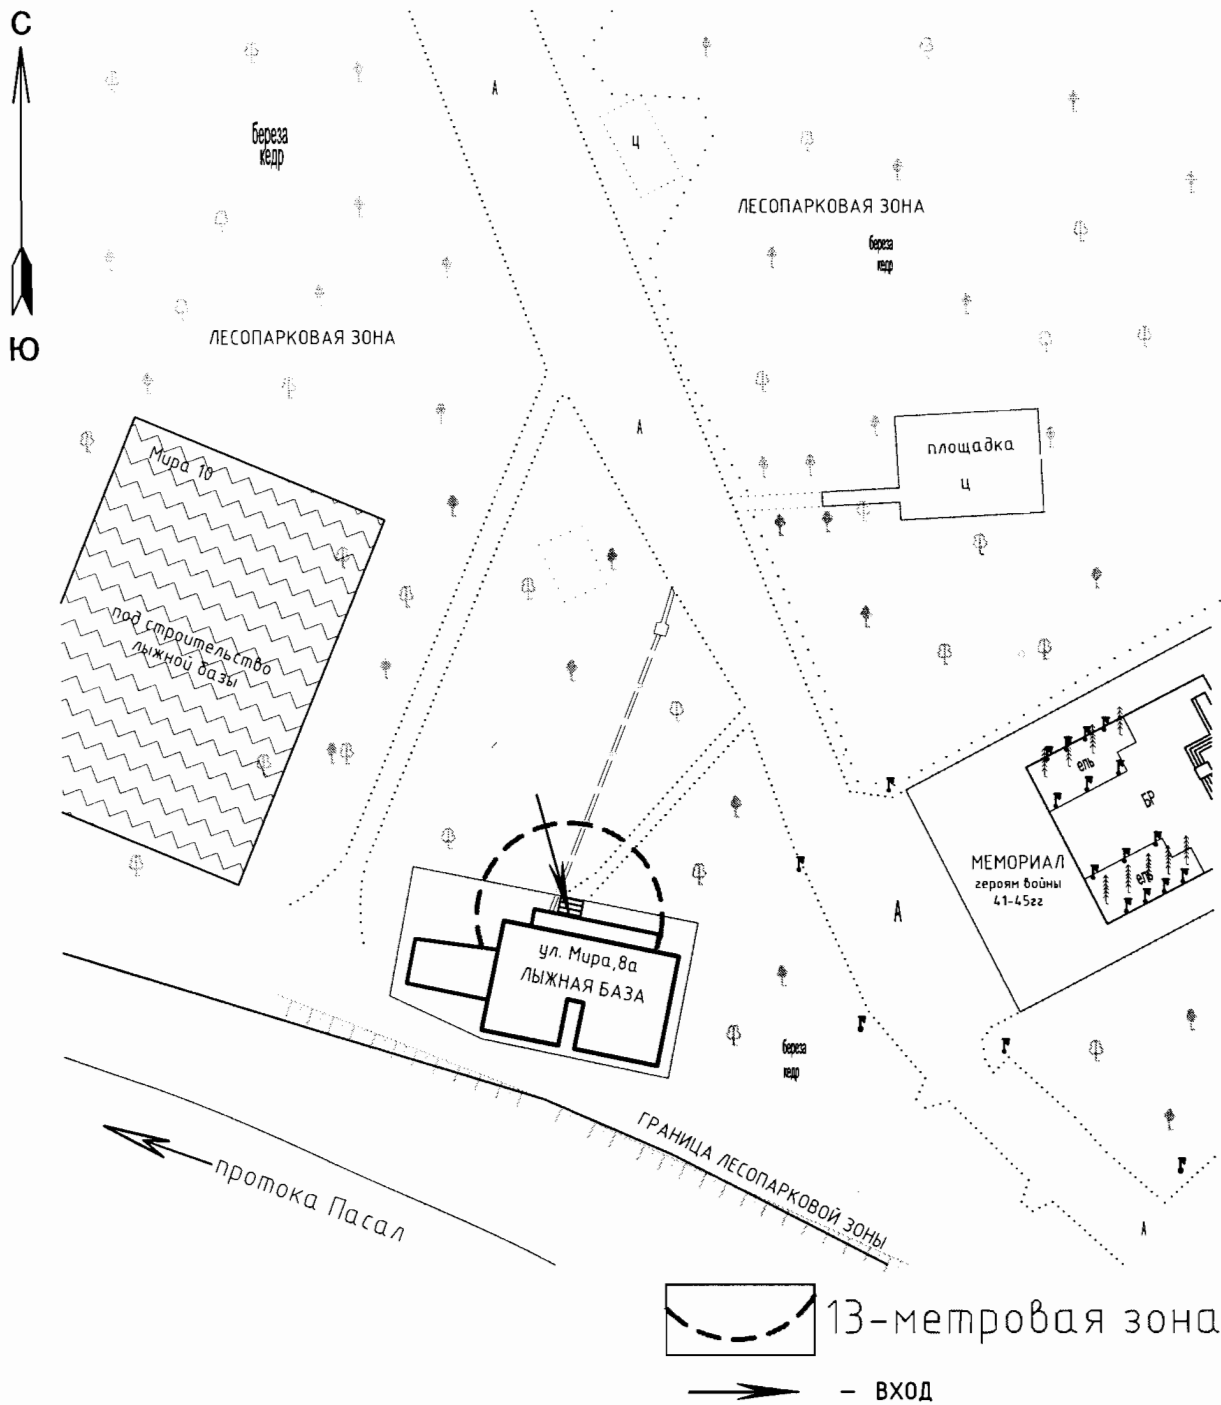 С
А
береза
кедр
ц
ЛЕСОПАРКОВАЯ ЗОНА
береза
кедр
ЛЕСОПАРКОВАЯ ЗОНА
Ю
А
Мира 10
площадка
ц
под строительство
лыжной базы
ель
БР
МЕМОРИАЛ
героям войны
41-45гг
ель
А
ул. Мира,8а
ЛЫЖНАЯ БАЗА
береза
кедр
ГРАНИЦА ЛЕСОПАРКОВОЙ ЗОНЫ
протока Пасал
А
13-метровая зона
- ВХОД